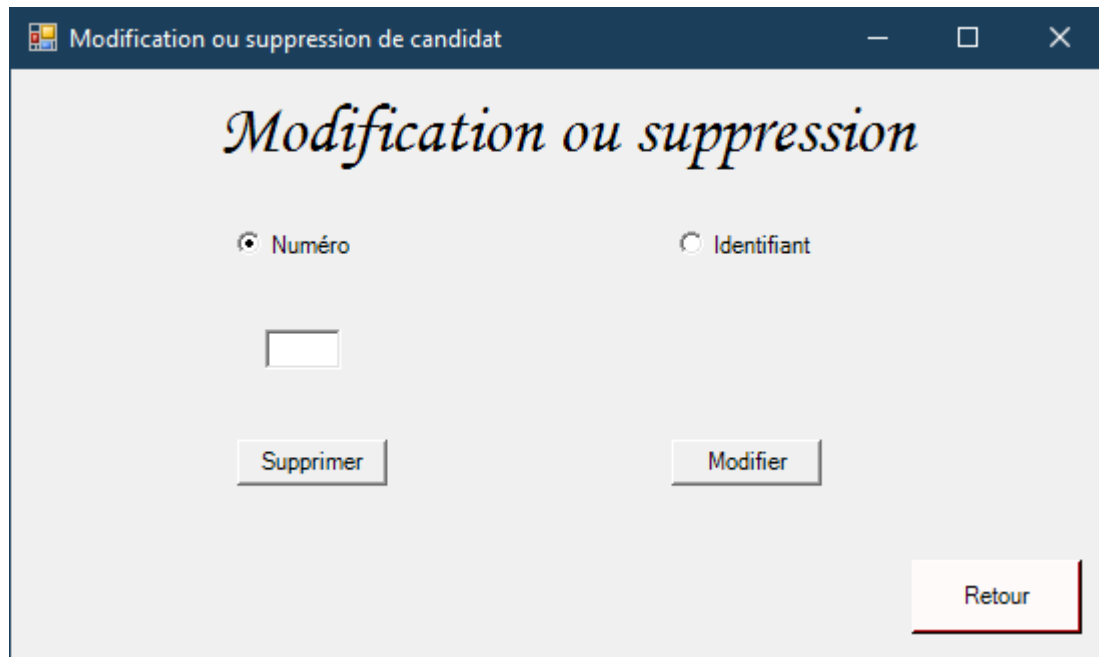 Modification ou suppression de candidat
Modification ou suppression
Numéro
Identifiant
Supprimer
Modifier
Retour